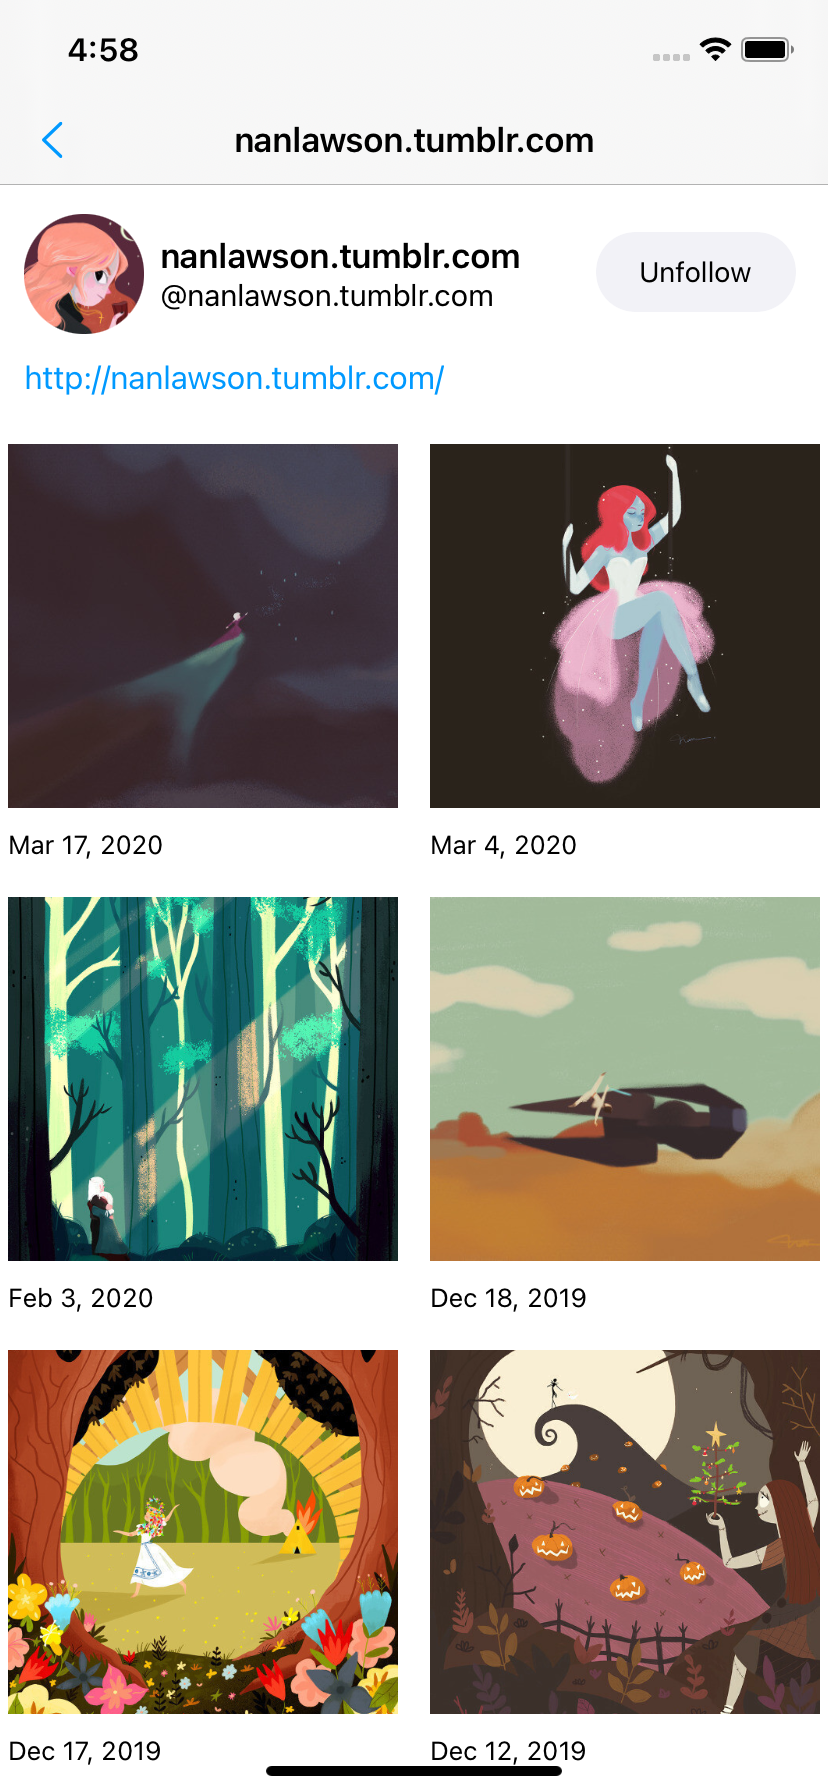 4:58
nanlawson.tumblr.com
nanlawson.tumblr.com
@nanlawson.tumblr.com
Unfollow
http://nanlawson.tumblr.com/
Mar 17, 2020
Mar 4, 2020
Feb 3, 2020
Dec 18, 2019
Dec 17, 2019
Dec 12, 2019